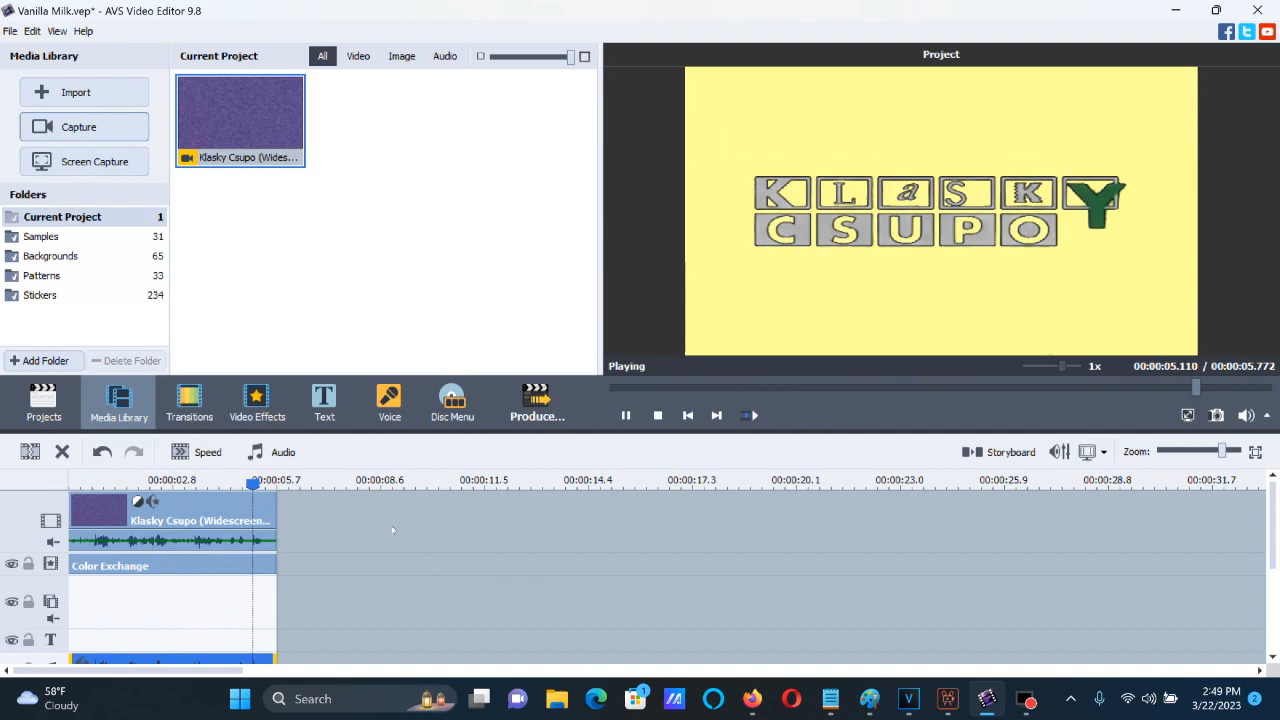 Vanilla Milk.vep* - AVS Video Editor 9.8
File Edit View Help
Media Library
Import
Capture
Screen Capture
Folders
Current Project 1
Samples 31
Backgrounds 65
Patterns 33
Stickers 234
Add Folder
Delete Folder
Current Project All Video Image Audio
Klasky Csupo (Wides...
Project
KLaSKY
CSUPO
Playing 1x 00:00:05.110 / 00:00:05.772
Projects Media Library Transitions Video Effects Text Voice Disc Menu Produce...
Speed Audio Storyboard Zoom:
00:00:02.8 00:00:05.7 00:00:08.6 00:00:11.5 00:00:14.4 00:00:17.3 00:00:20.1 00:00:23.0 00:00:25.9 00:00:28.8 00:00:31.7
Klasky Csupo (Widescreen...
Color Exchange
T
58°F
Cloudy
Search
1
2:49 PM
3/22/2023
2